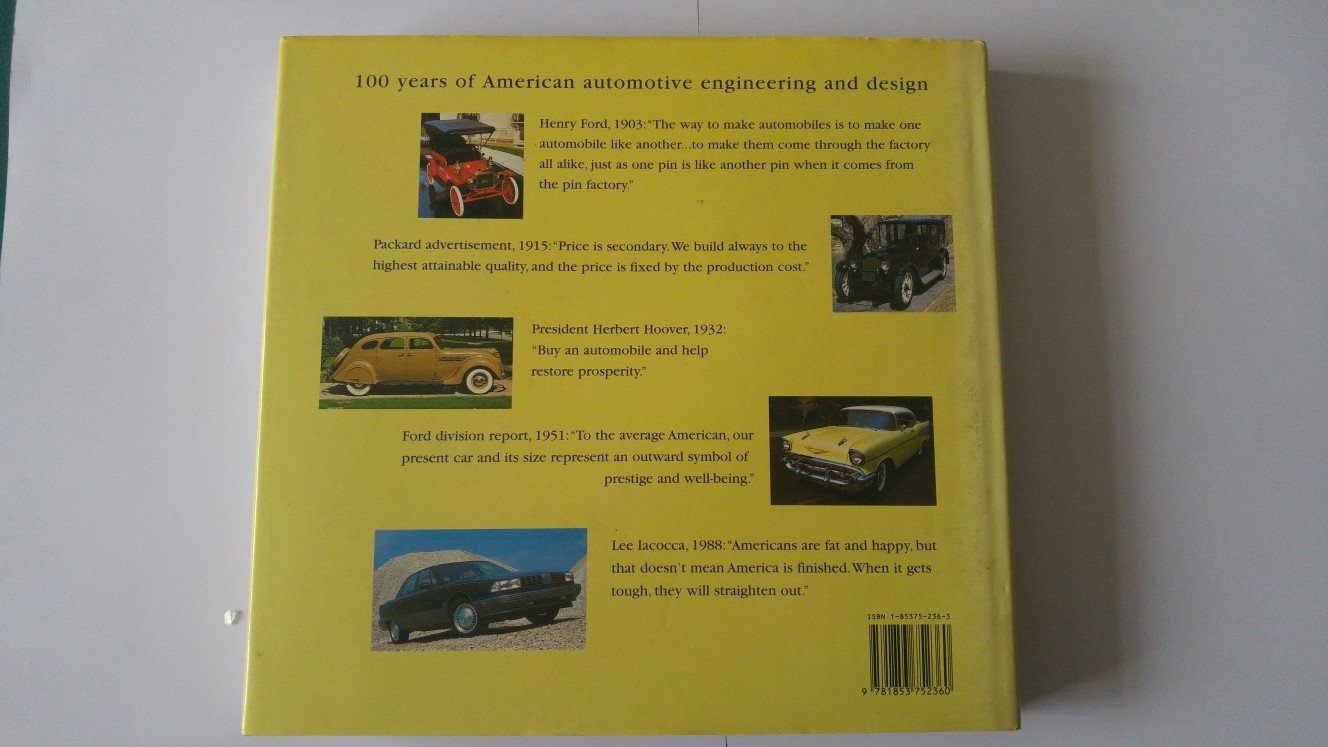 100 years of American automotive engineering and design
Henry Ford, 1903: “The way to make automobiles is to make one
automobile like another...to make them come through the factory
all alike, just as one pin is like another pin when it comes from
the pin factory.”
Packard advertisement, 1915: “Price is secondary. We build always to the
highest attainable quality, and the price is fixed by the production cost.”
President Herbert Hoover, 1932:
“Buy an automobile and help
restore prosperity.”
Ford division report, 1951: “To the average American, our
present car and its size represent an outward symbol of
prestige and well-being.”
Lee Iacocca, 1988: “Americans are fat and happy, but
that doesn't mean America is finished. When it gets
tough, they will straighten out.”
ISBN 1-85375-236-3
9 781853 752360